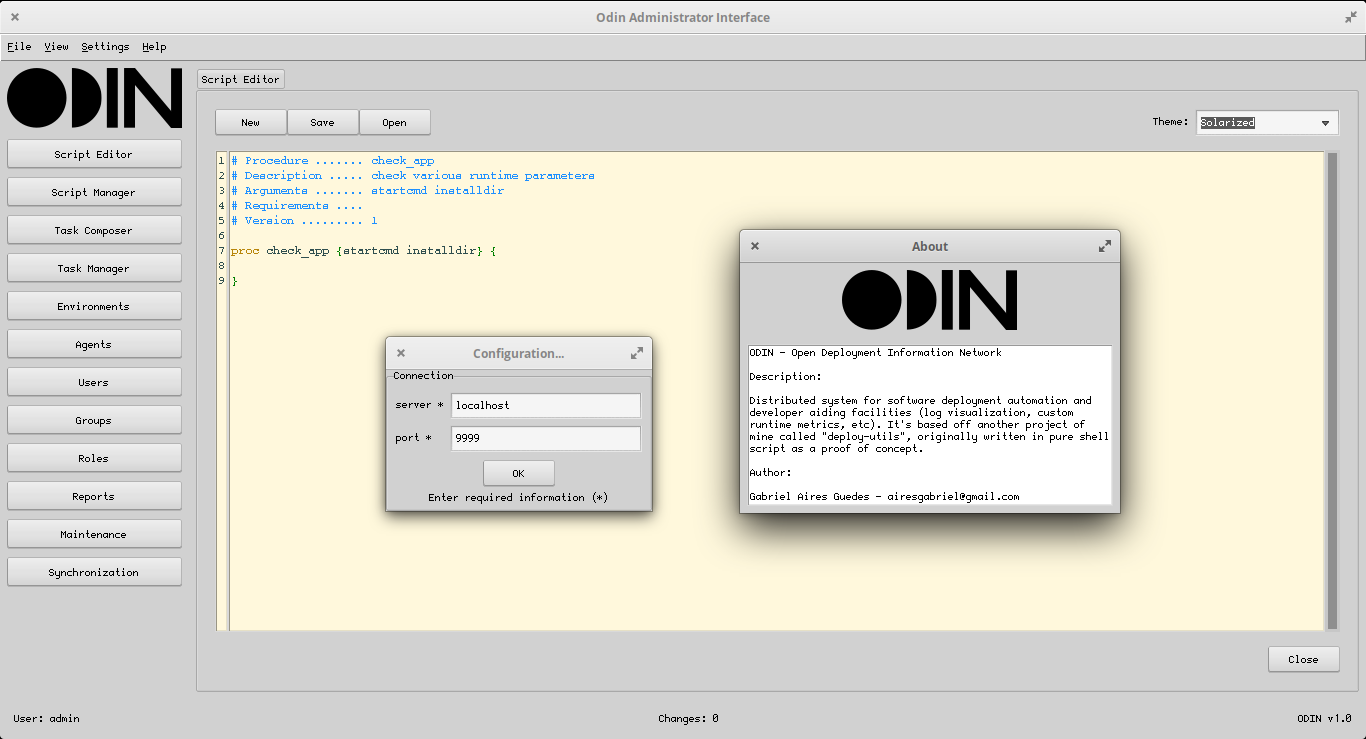 Odin Administrator Interface
File View Settings Help
ODIN
Script Editor
Script Manager
Task Composer
Task Manager
Environments
Agents
Users
Groups
Roles
Reports
Maintenance
Synchronization
Script Editor
New Save Open
Theme: Solarized
1 # Procedure ....... check_app
2 # Description ..... check various runtime parameters
3 # Arguments ....... startcmd installdir
4 # Requirements ....
5 # Version ......... 1
6
7 proc check_app {startcmd installdir} {
8
9 }
Configuration...
Connection
server * localhost
port * 9999
OK
Enter required information (*)
About
ODIN
ODIN - Open Deployment Information Network
Description:
Distributed system for software deployment automation and
developer aiding facilities (log visualization, custom
runtime metrics, etc). It's based off another project of
mine called "deploy-utils", originally written in pure shell
script as a proof of concept.
Author:
Gabriel Aires Guedes - airesgabriel@gmail.com
Close
User: admin
Changes: 0
ODIN v1.0